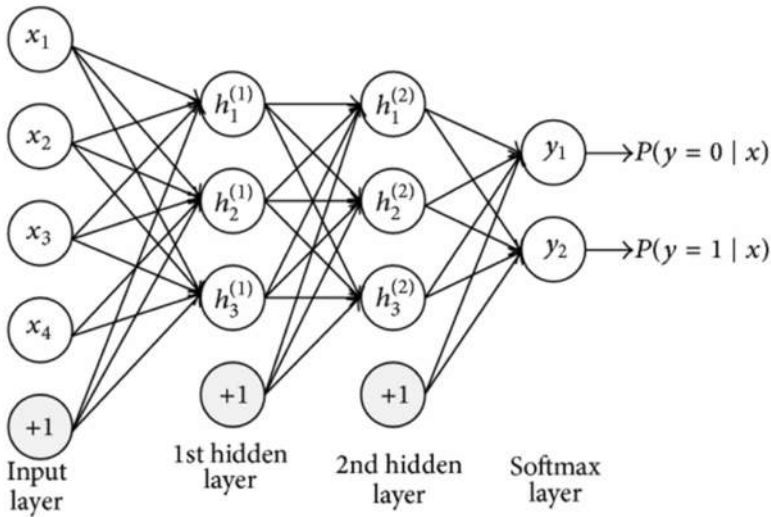 x₁
x₂
x₃
x₄
+1
Input
layer
h₁⁽¹⁾
h₂⁽¹⁾
h₃⁽¹⁾
+1
1st hidden
layer
h₁⁽²⁾
h₂⁽²⁾
h₃⁽²⁾
+1
2nd hidden
layer
y₁
y₂
Softmax
layer
P(y = 0 | x)
P(y = 1 | x)